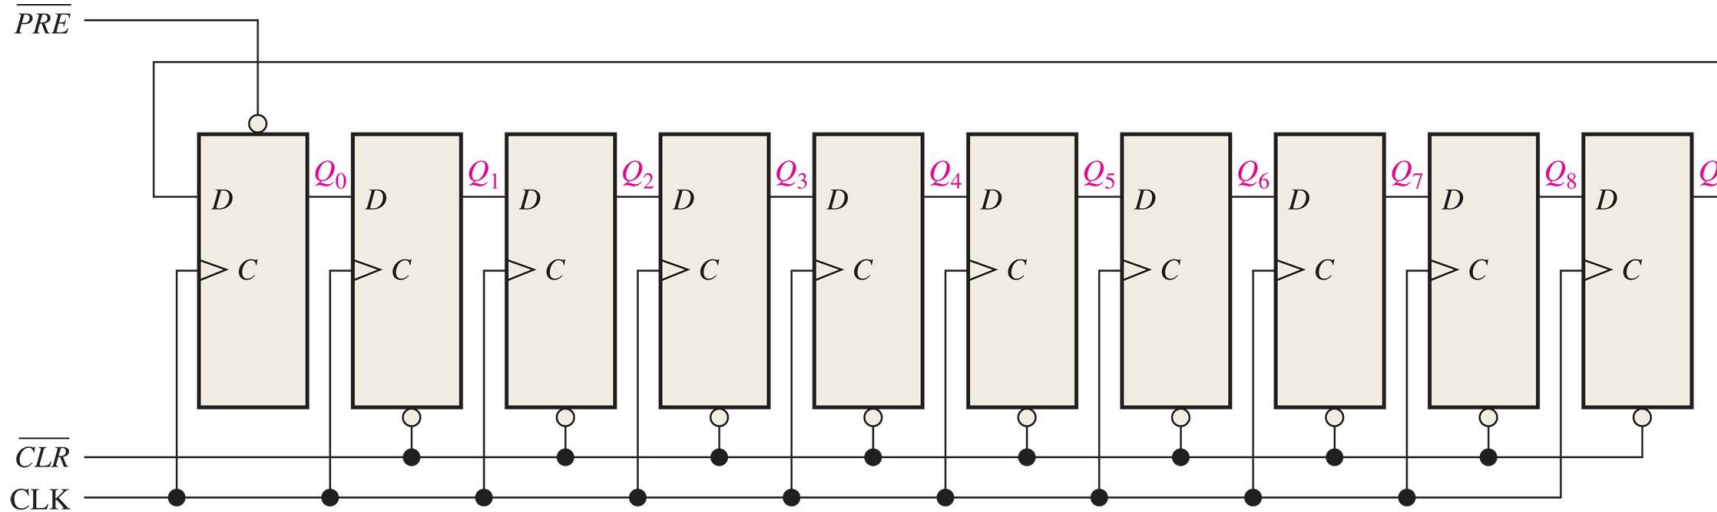 PRE
Q0 Q1 Q2 Q3 Q4 Q5 Q6 Q7 Q8 Q
D D D D D D D D D D
C C C C C C C C C C
CLR
CLK